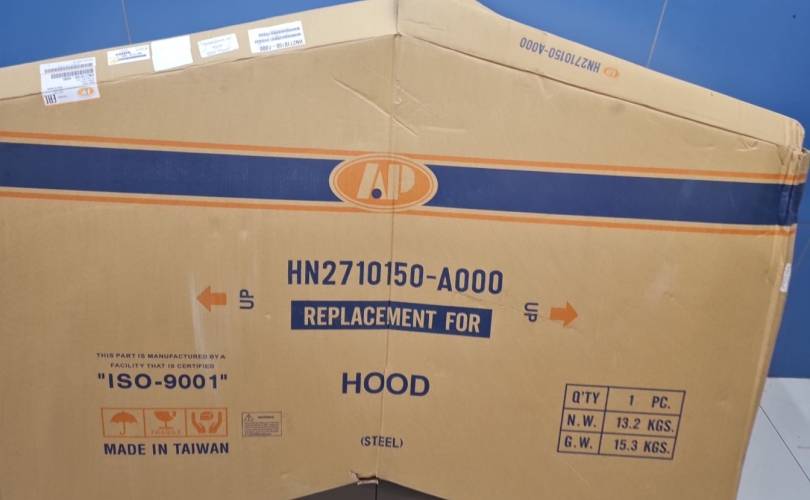 HN2710150-A000
AP
HN2710150-A000
REPLACEMENT FOR
UP
UP
THIS PART IS MANUFACTURED BY A
FACILITY THAT IS CERTIFIED
"ISO-9001"
HOOD
(STEEL)
FRAGILE
MADE IN TAIWAN
Q'TY 1 PC.
N.W. 13.2 KGS.
G.W. 15.3 KGS.